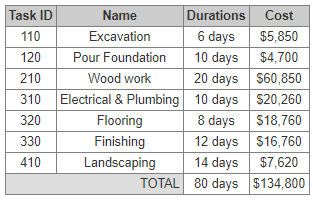 Task ID Name Durations Cost
110 Excavation 6 days $5,850
120 Pour Foundation 10 days $4,700
210 Wood work 20 days $60,850
310 Electrical & Plumbing 10 days $20,260
320 Flooring 8 days $18,760
330 Finishing 12 days $16,760
410 Landscaping 14 days $7,620
TOTAL 80 days $134,800